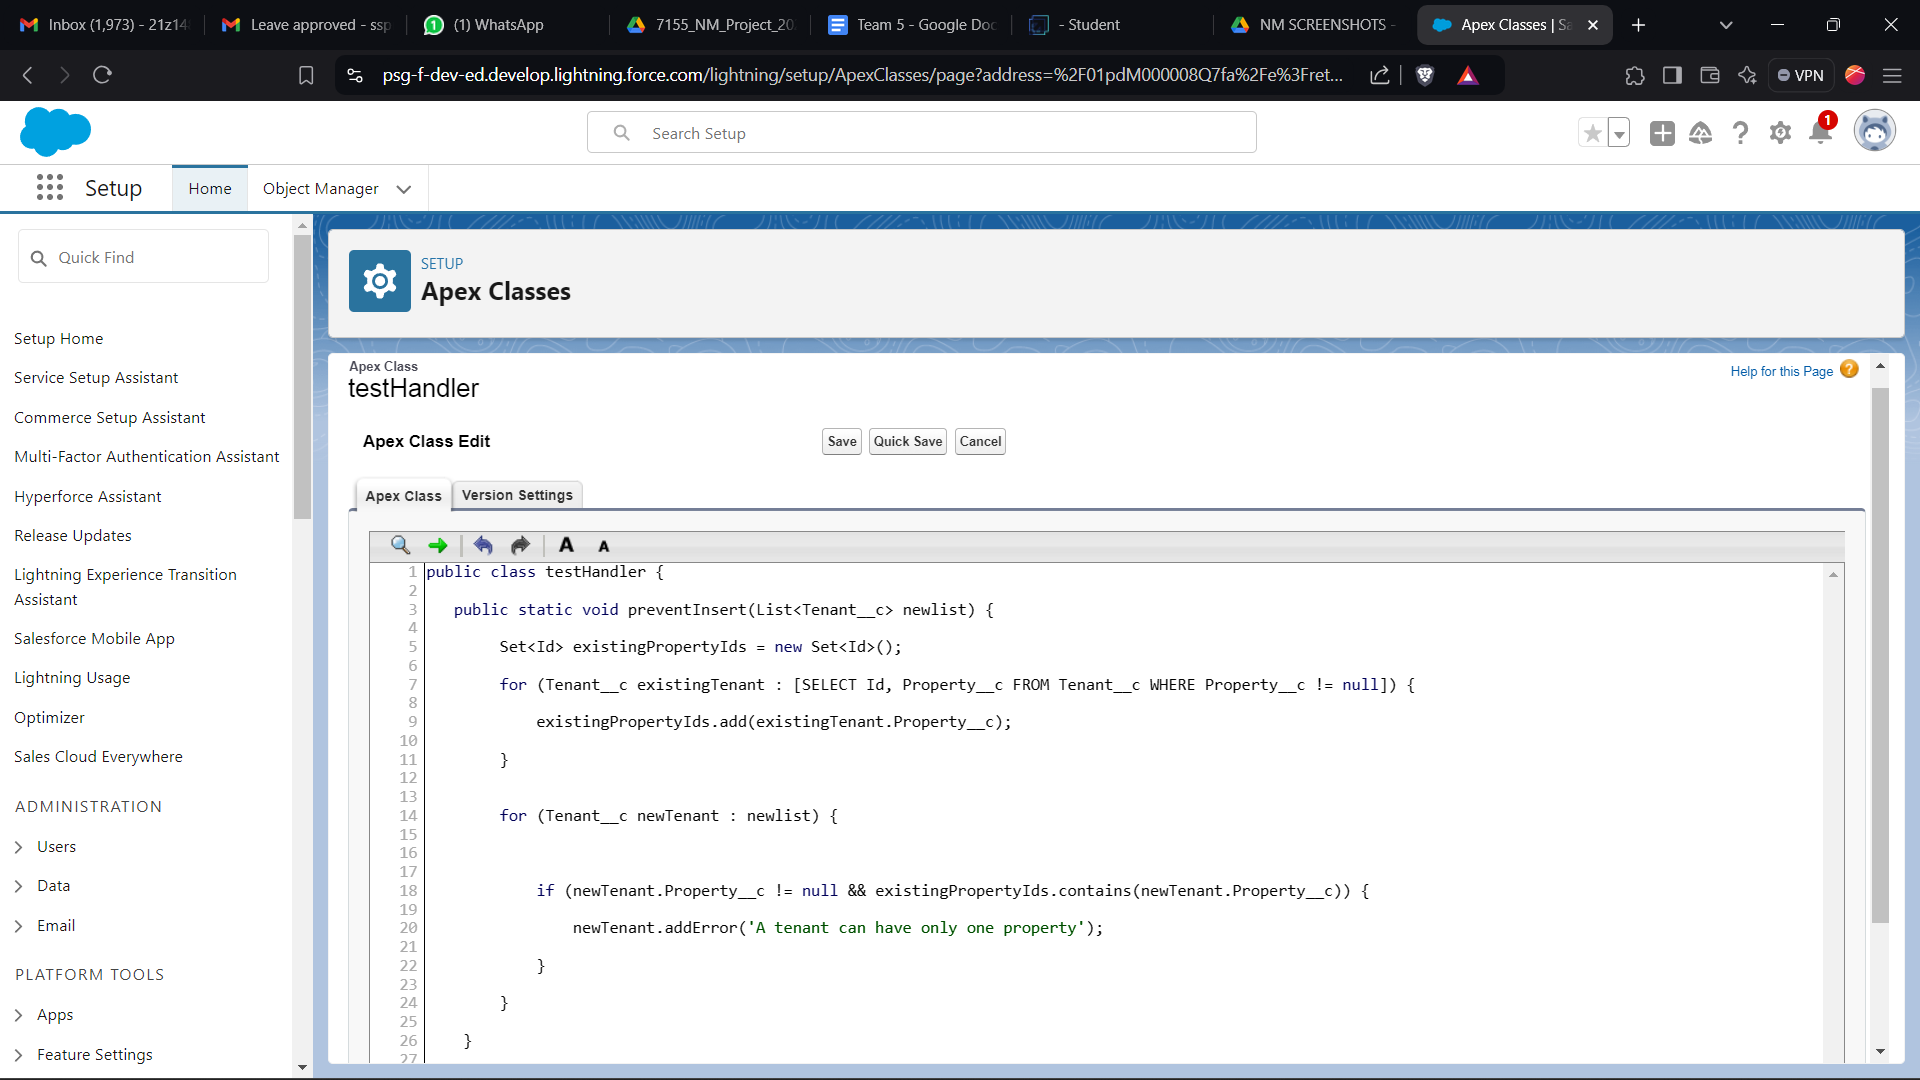 Inbox (1,973) - 21z14
Leave approved - ssp
(1) WhatsApp
7155_NM_Project_20
Team 5 - Google Doc
- Student
NM SCREENSHOTS -
Apex Classes | Sa
psg-f-dev-ed.develop.lightning.force.com/lightning/setup/ApexClasses/page?address=%2F01pdM000008Q7fa%2Fe%3Fret...
VPN
Search Setup
1
Setup
Home
Object Manager
Quick Find
Setup Home
Service Setup Assistant
Commerce Setup Assistant
Multi-Factor Authentication Assistant
Hyperforce Assistant
Release Updates
Lightning Experience Transition
Assistant
Salesforce Mobile App
Lightning Usage
Optimizer
Sales Cloud Everywhere
ADMINISTRATION
Users
Data
Email
PLATFORM TOOLS
Apps
Feature Settings
SETUP
Apex Classes
Apex Class
testHandler
Help for this Page ?
Apex Class Edit
Save
Quick Save
Cancel
Apex Class
Version Settings
A A
1 public class testHandler {
2
3 public static void preventInsert(List<Tenant__c> newlist) {
4
5 Set<Id> existingPropertyIds = new Set<Id>();
6
7 for (Tenant__c existingTenant : [SELECT Id, Property__c FROM Tenant__c WHERE Property__c != null]) {
8
9 existingPropertyIds.add(existingTenant.Property__c);
10
11 }
12
13
14 for (Tenant__c newTenant : newlist) {
15
16
17
18 if (newTenant.Property__c != null && existingPropertyIds.contains(newTenant.Property__c)) {
19
20 newTenant.addError('A tenant can have only one property');
21
22 }
23
24 }
25
26 }
27